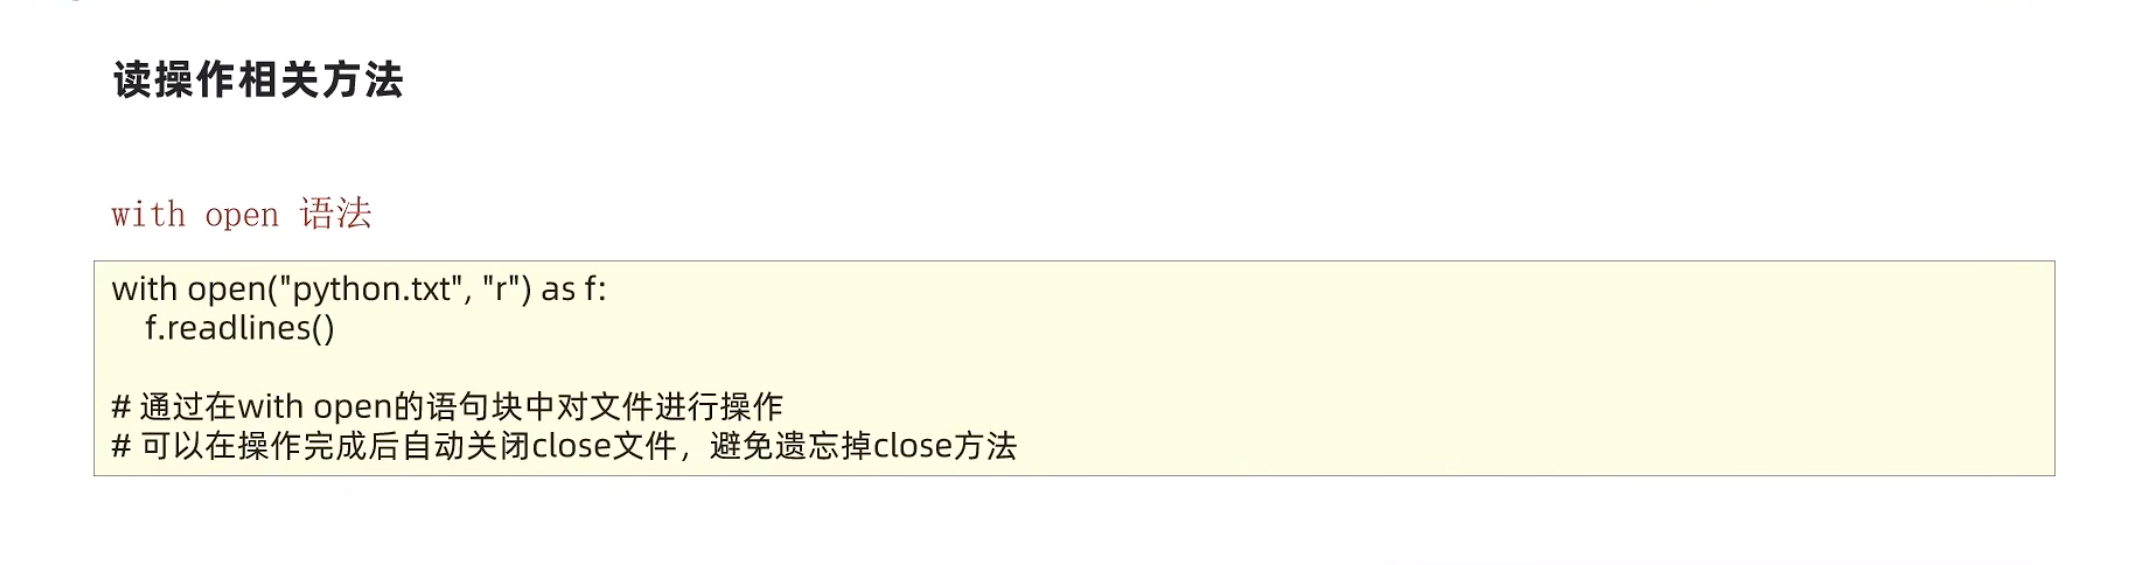 读操作相关方法
with open 语法
with open("python.txt", "r") as f:
    f.readlines()
# 通过在with open的语句块中对文件进行操作
# 可以在操作完成后自动关闭close文件，避免遗忘掉close方法